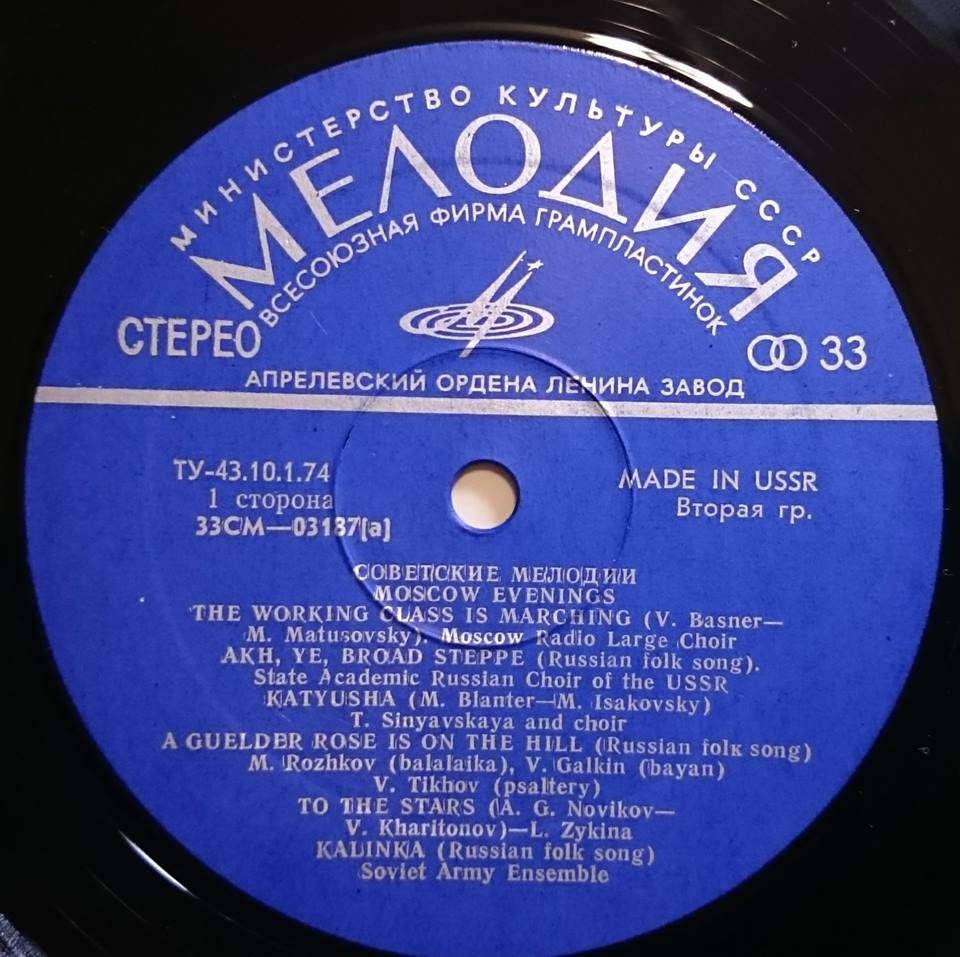 МИНИСТЕРСТВО КУЛЬТУРЫ СССР
МЕЛОДИЯ
ВСЕСОЮЗНАЯ ФИРМА ГРАМПЛАСТИНОК
СТЕРЕО
33
АПРЕЛЕВСКИЙ ОРДЕНА ЛЕНИНА ЗАВОД
ТУ-43.10.1.74
1 сторона
33СМ—03187(а)
MADE IN USSR
Вторая гр.
СОВЕТСКИЕ МЕЛОДИИ
MOSCOW EVENINGS
THE WORKING CLASS IS MARCHING (V. Basner—
M. Matusovsky). Moscow Radio Large Choir
AKH, YE, BROAD STEPPE (Russian folk song).
State Academic Russian Choir of the USSR
KATYUSHA (M. Blanter—M. Isakovsky)
T. Sinyavskaya and choir
A GUELDER ROSE IS ON THE HILL (Russian folk song)
M. Rozhkov (balalaika), V. Galkin (bayan)
V. Tikhov (psaltery)
TO THE STARS (A. G. Novikov—
V. Kharitonov)—L. Zykina
KALINKA (Russian folk song)
Soviet Army Ensemble